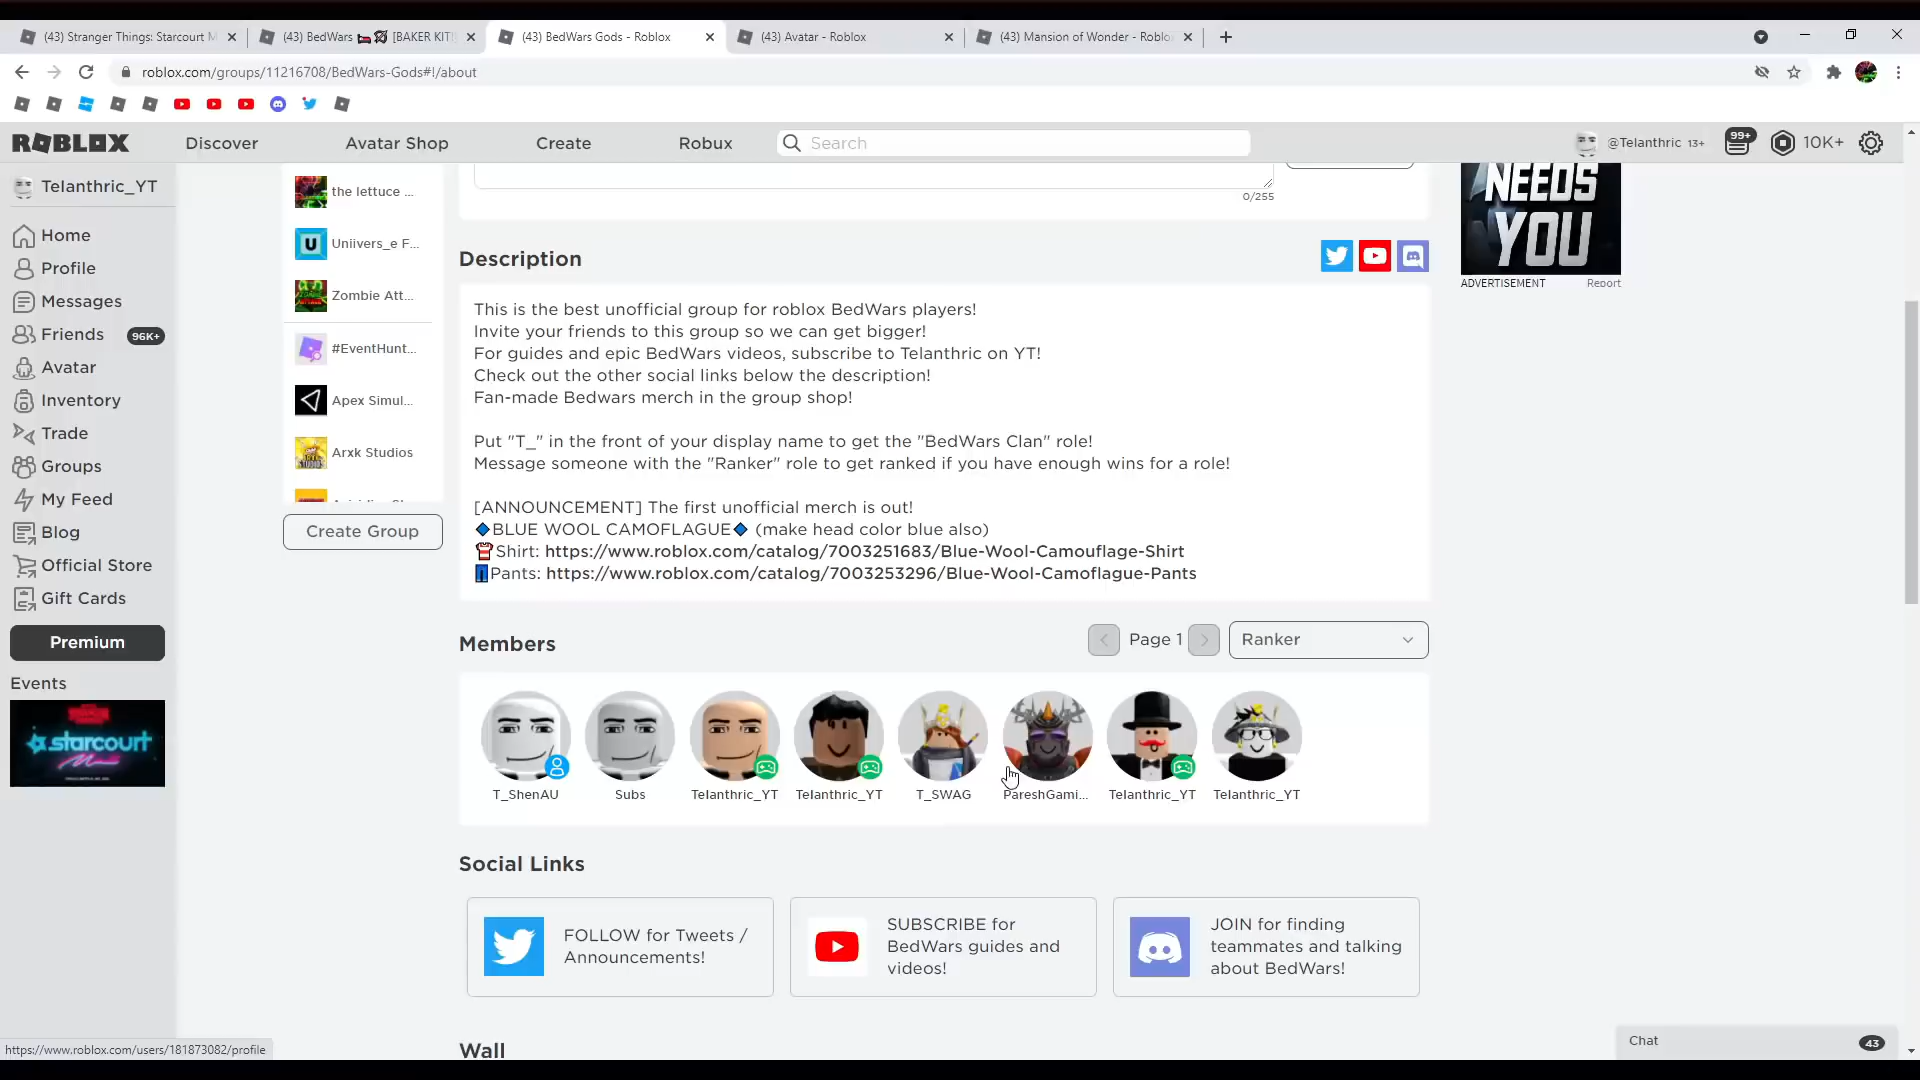 (43) Stranger Things: Starcourt M
(43) BedWars 🛏️ [BAKER KIT!
(43) BedWars Gods - Roblox
(43) Avatar - Roblox
(43) Mansion of Wonder - Roblo
roblox.com/groups/11216708/BedWars-Gods#!/about
ROBLOX
Discover
Avatar Shop
Create
Robux
Search
@Telanthric 13+
99+
10K+
Telanthric_YT
Home
Profile
Messages
Friends
96K+
Avatar
Inventory
Trade
Groups
My Feed
Blog
Official Store
Gift Cards
Premium
Events
starcourt
the lettuce ...
Uniivers_e F...
Zombie Att...
#EventHunt...
Apex Simul...
Arxk Studios
Create Group
0/255
Description
This is the best unofficial group for roblox BedWars players!
Invite your friends to this group so we can get bigger!
For guides and epic BedWars videos, subscribe to Telanthric on YT!
Check out the other social links below the description!
Fan-made Bedwars merch in the group shop!
Put "T_" in the front of your display name to get the "BedWars Clan" role!
Message someone with the "Ranker" role to get ranked if you have enough wins for a role!
[ANNOUNCEMENT] The first unofficial merch is out!
🔷BLUE WOOL CAMOFLAGUE🔷 (make head color blue also)
👕Shirt: https://www.roblox.com/catalog/7003251683/Blue-Wool-Camouflage-Shirt
👖Pants: https://www.roblox.com/catalog/7003253296/Blue-Wool-Camoflague-Pants
NEEDS
YOU
ADVERTISEMENT
Report
Members
Page 1
Ranker
T_ShenAU
Subs
Telanthric_YT
Telanthric_YT
T_SWAG
PareshGami...
Telanthric_YT
Telanthric_YT
Social Links
FOLLOW for Tweets /
Announcements!
SUBSCRIBE for
BedWars guides and
videos!
JOIN for finding
teammates and talking
about BedWars!
Wall
https://www.roblox.com/users/181873082/profile
Chat
43